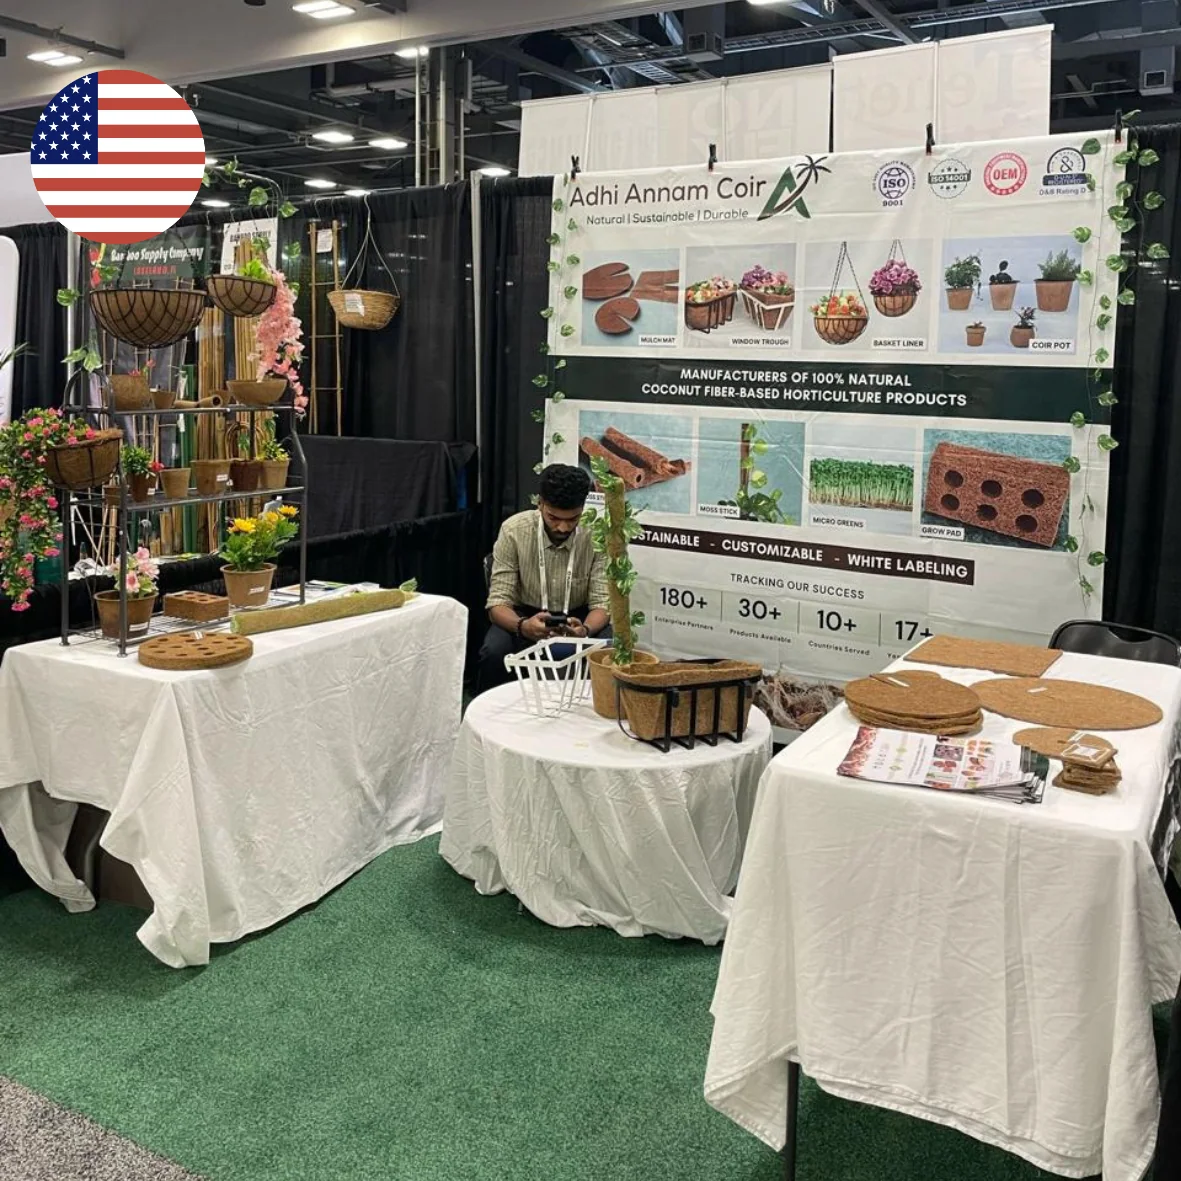 Bamboo Supply Company
LAKELAND, FL
Adhi Annam Coir
Natural | Sustainable | Durable
ISO
9001
ISO 14001
OEM
D&B Rating D
MULCH MAT
WINDOW TROUGH
BASKET LINER
COIR POT
MANUFACTURERS OF 100% NATURAL
COCONUT FIBER-BASED HORTICULTURE PRODUCTS
MOSS STICK
MICRO GREENS
GROW PAD
STAINABLE - CUSTOMIZABLE - WHITE LABELING
TRACKING OUR SUCCESS
180+
Enterprise Partners
30+
Products Available
10+
Countries Served
17+